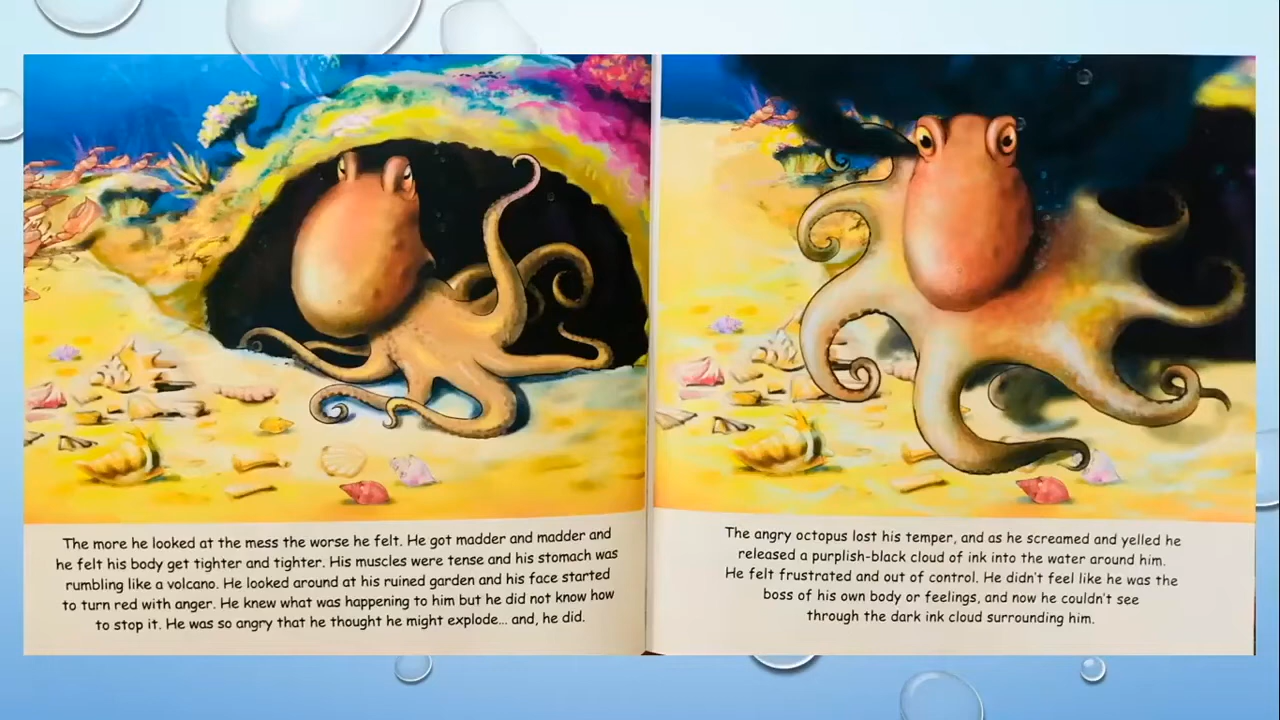 The more he looked at the mess the worse he felt. He got madder and madder and
he felt his body get tighter and tighter. His muscles were tense and his stomach was
rumbling like a volcano. He looked around at his ruined garden and his face started
to turn red with anger. He knew what was happening to him but he did not know how
to stop it. He was so angry that he thought he might explode... and, he did.
The angry octopus lost his temper, and as he screamed and yelled he
released a purplish-black cloud of ink into the water around him.
He felt frustrated and out of control. He didn't feel like he was the
boss of his own body or feelings, and now he couldn't see
through the dark ink cloud surrounding him.